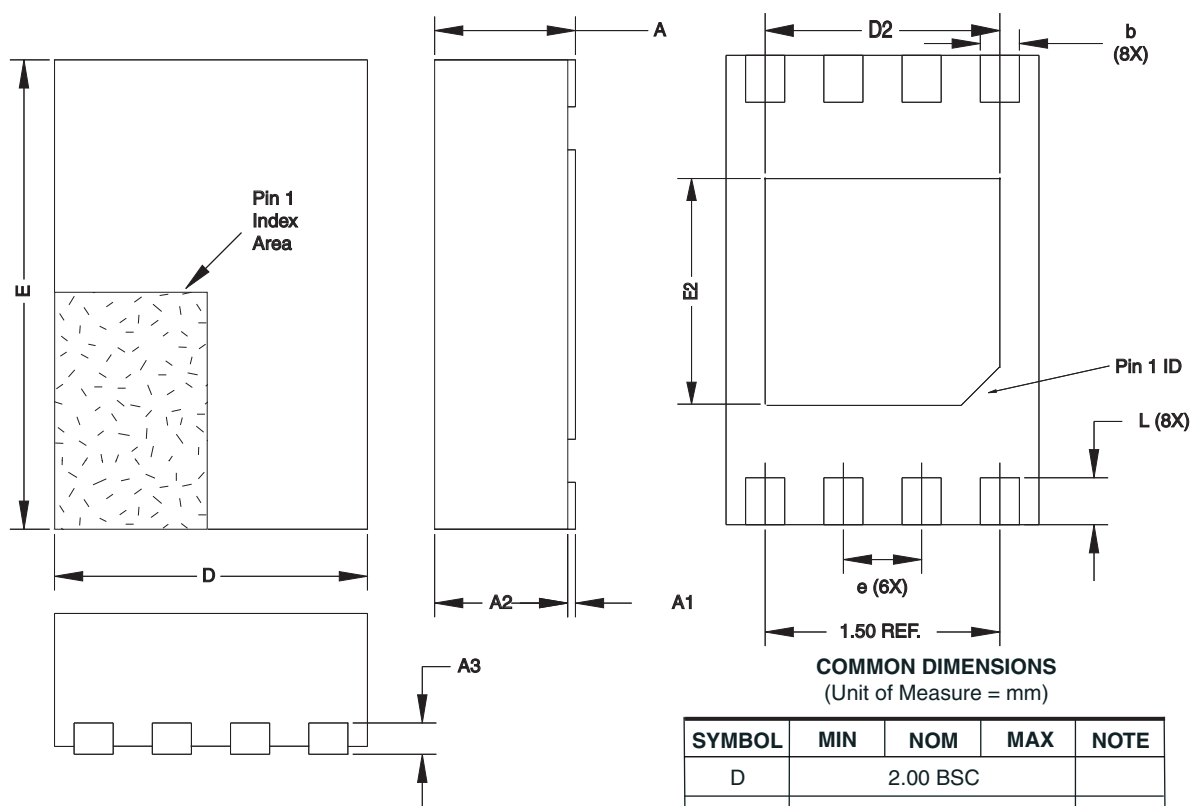 A
D2
b
(8X)
Pin 1
Index
Area
E
E2
Pin 1 ID
L (8X)
D
A2
A1
e (6X)
1.50 REF.
A3
COMMON DIMENSIONS
(Unit of Measure = mm)
SYMBOL MIN NOM MAX NOTE
D 2.00 BSC